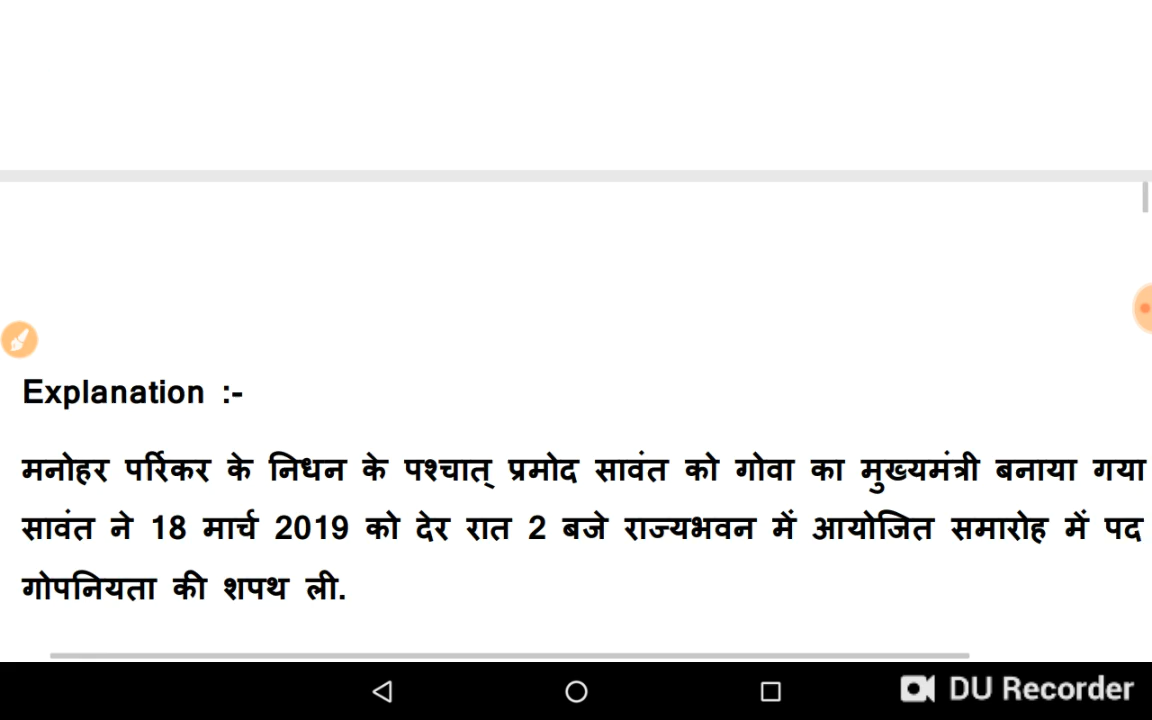 Explanation :-
मनोहर पर्रिकर के निधन के पश्चात् प्रमोद सावंत को गोवा का मुख्यमंत्री बनाया गया
सावंत ने 18 मार्च 2019 को देर रात 2 बजे राज्यभवन में आयोजित समारोह में पद
गोपनियता की शपथ ली.
DU Recorder